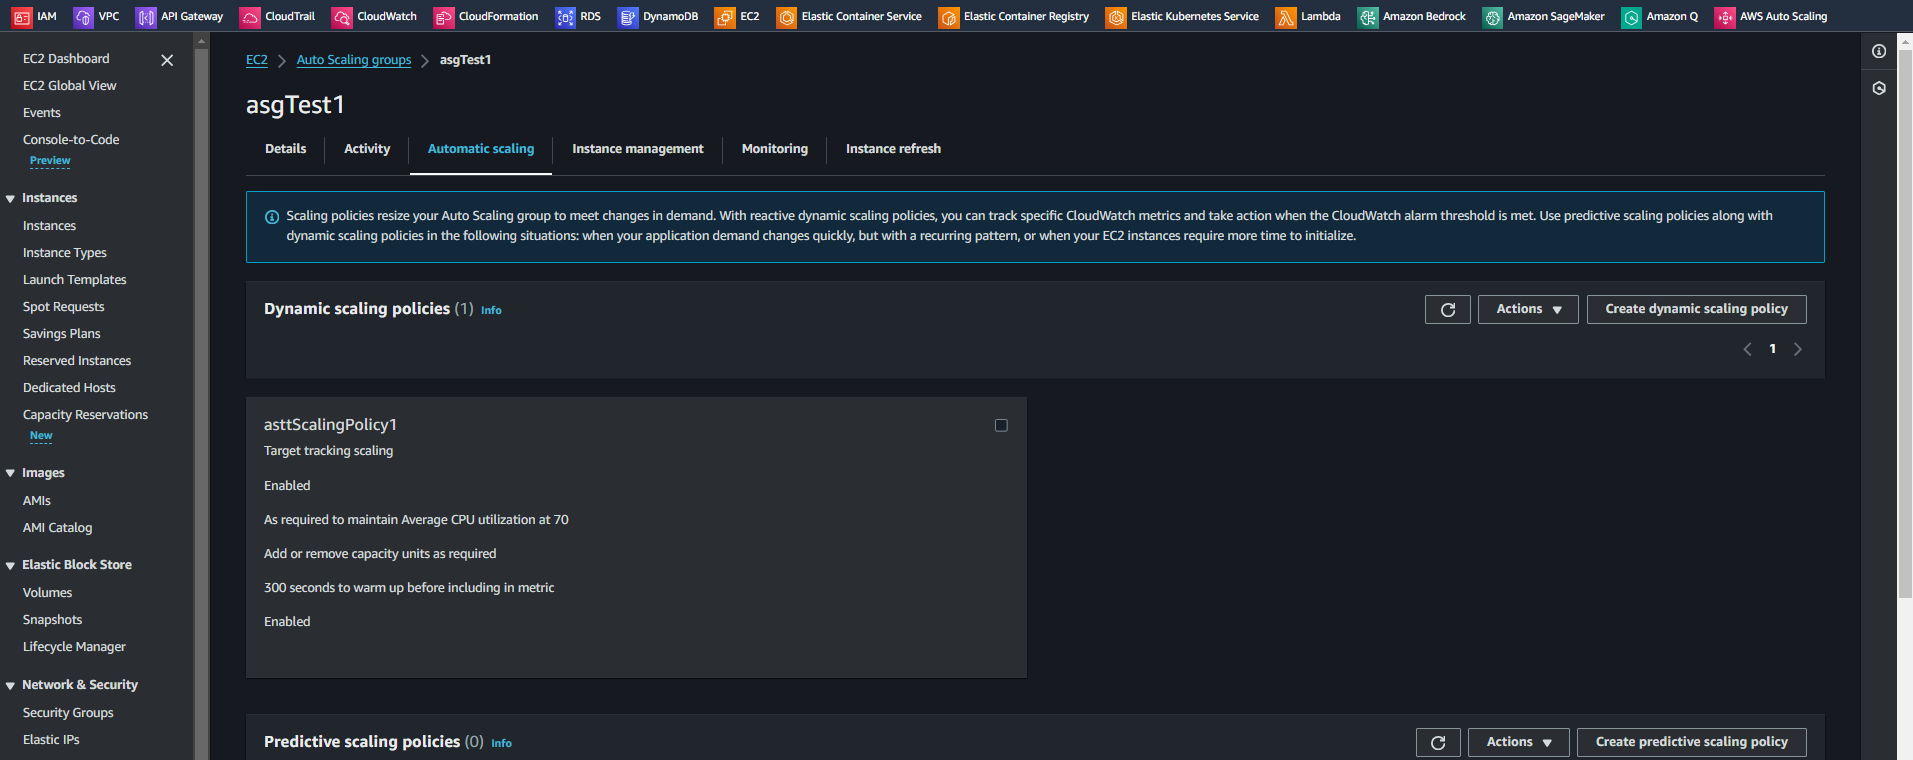 IAM VPC API Gateway CloudTrail CloudWatch CloudFormation RDS DynamoDB EC2 Elastic Container Service Elastic Container Registry Elastic Kubernetes Service Lambda Amazon Bedrock Amazon SageMaker Amazon Q AWS Auto Scaling
EC2 Dashboard
EC2 Global View
Events
Console-to-Code
Preview
Instances
Instances
Instance Types
Launch Templates
Spot Requests
Savings Plans
Reserved Instances
Dedicated Hosts
Capacity Reservations
New
Images
AMIs
AMI Catalog
Elastic Block Store
Volumes
Snapshots
Lifecycle Manager
Network & Security
Security Groups
Elastic IPs
EC2 Auto Scaling groups asgTest1
asgTest1
Details Activity Automatic scaling Instance management Monitoring Instance refresh
Scaling policies resize your Auto Scaling group to meet changes in demand. With reactive dynamic scaling policies, you can track specific CloudWatch metrics and take action when the CloudWatch alarm threshold is met. Use predictive scaling policies along with
dynamic scaling policies in the following situations: when your application demand changes quickly, but with a recurring pattern, or when your EC2 instances require more time to initialize.
Dynamic scaling policies (1) Info Actions Create dynamic scaling policy
1
asttScalingPolicy1
Target tracking scaling
Enabled
As required to maintain Average CPU utilization at 70
Add or remove capacity units as required
300 seconds to warm up before including in metric
Enabled
Predictive scaling policies (0) Info Actions Create predictive scaling policy